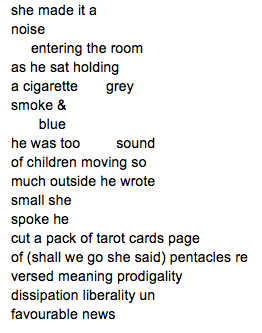 she made it a
noise
entering the room
as he sat holding
a cigarette grey
smoke &
blue
he was too sound
of children moving so
much outside he wrote
small she
spoke he
cut a pack of tarot cards page
of (shall we go she said) pentacles re
versed meaning prodigality
dissipation liberality un
favourable news